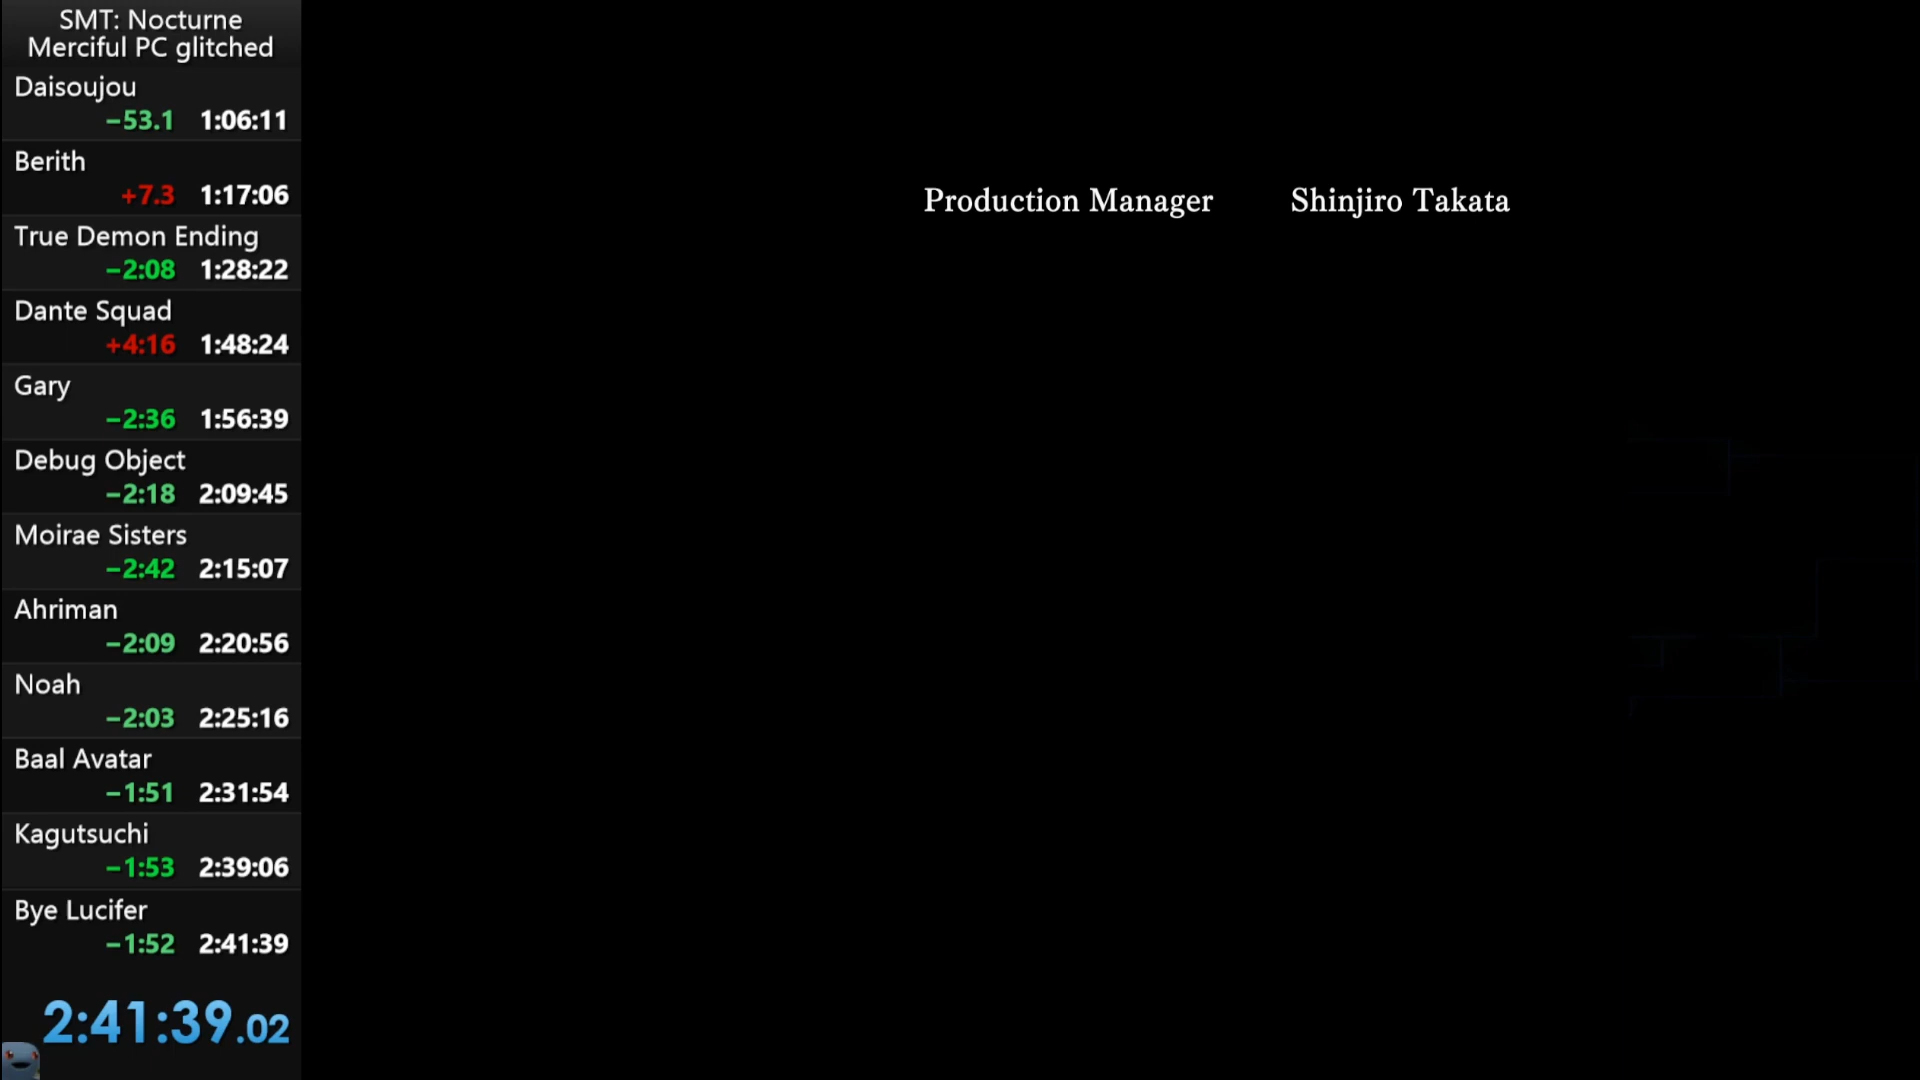 SMT: Nocturne
Merciful PC glitched
Daisoujou
−53.1 1:06:11
Berith
+7.3 1:17:06
True Demon Ending
−2:08 1:28:22
Dante Squad
+4:16 1:48:24
Gary
−2:36 1:56:39
Debug Object
−2:18 2:09:45
Moirae Sisters
−2:42 2:15:07
Ahriman
−2:09 2:20:56
Noah
−2:03 2:25:16
Baal Avatar
−1:51 2:31:54
Kagutsuchi
−1:53 2:39:06
Bye Lucifer
−1:52 2:41:39
2:41:39.02
Production Manager Shinjiro Takata